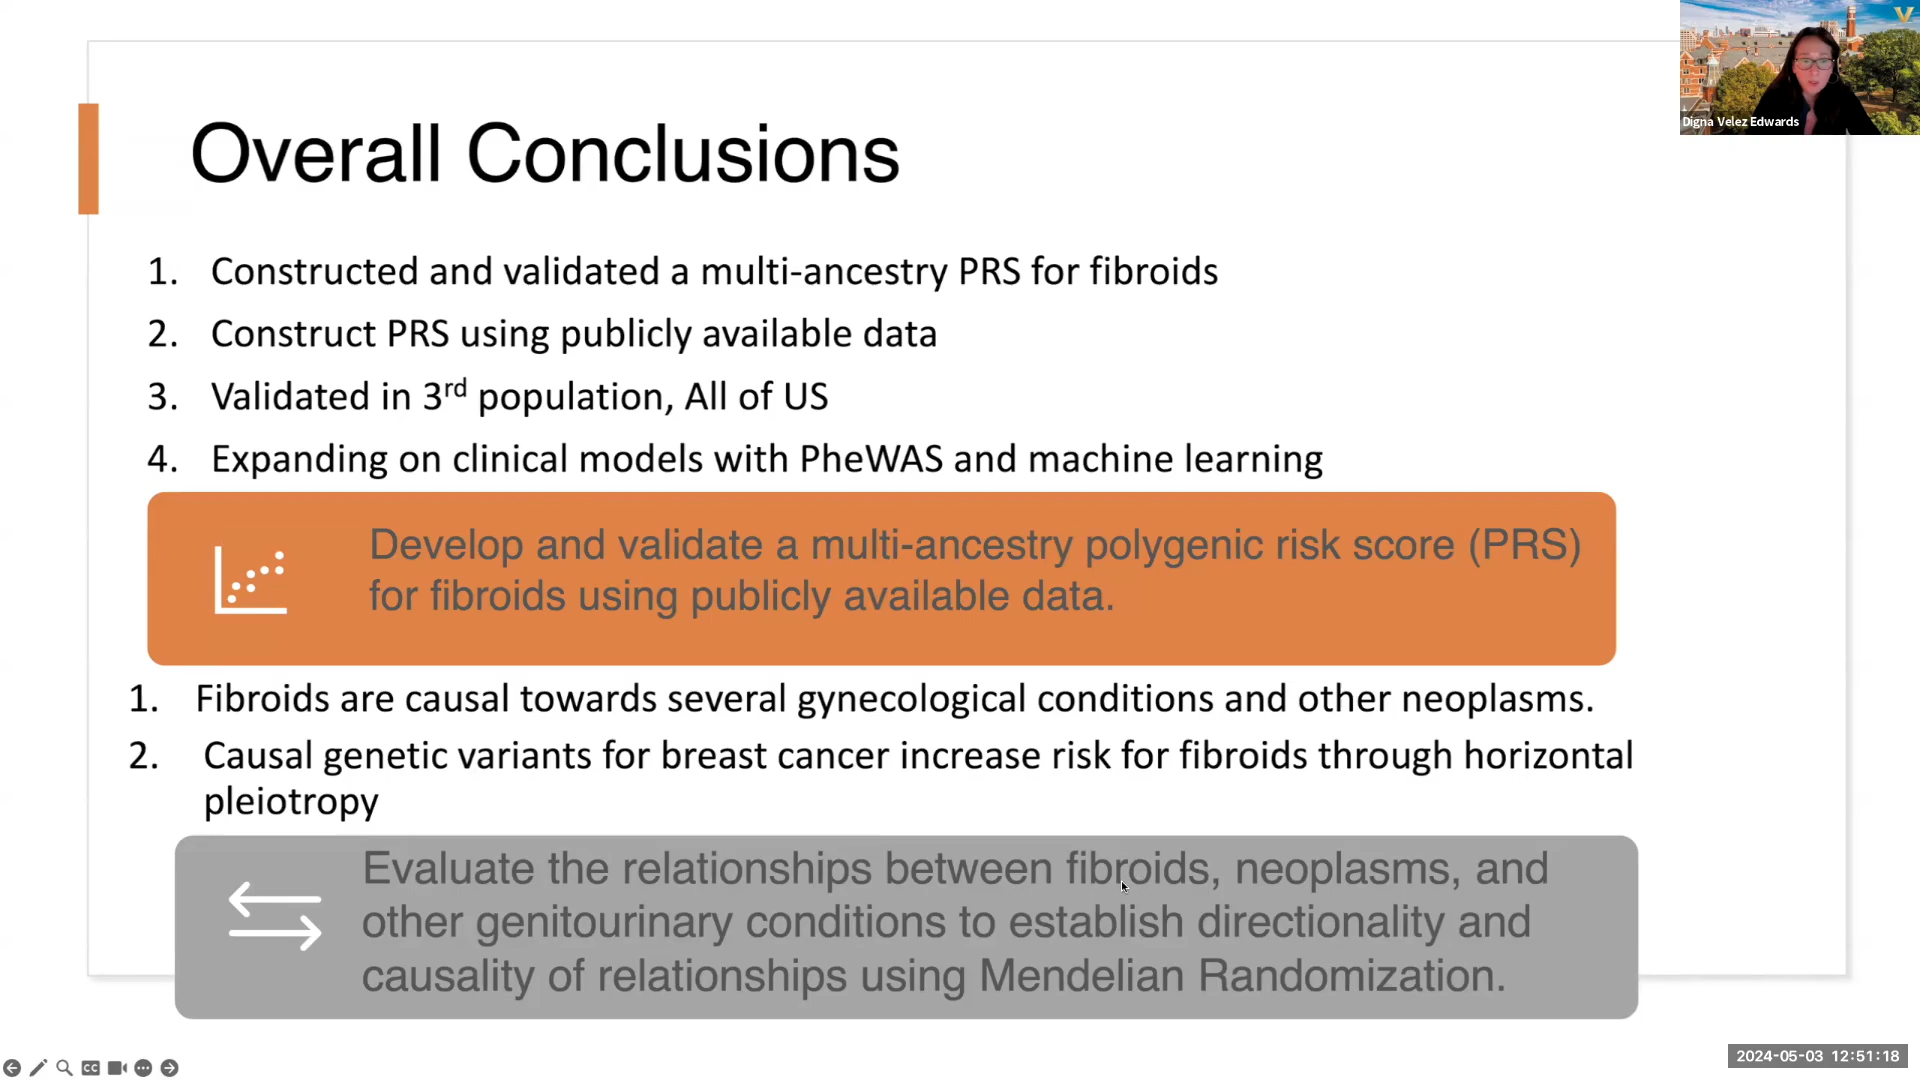 Overall Conclusions
1. Constructed and validated a multi-ancestry PRS for fibroids
2. Construct PRS using publicly available data
3. Validated in 3rd population, All of US
4. Expanding on clinical models with PheWAS and machine learning
Develop and validate a multi-ancestry polygenic risk score (PRS)
for fibroids using publicly available data.
1. Fibroids are causal towards several gynecological conditions and other neoplasms.
2. Causal genetic variants for breast cancer increase risk for fibroids through horizontal
pleiotropy
Evaluate the relationships between fibroids, neoplasms, and
other genitourinary conditions to establish directionality and
causality of relationships using Mendelian Randomization.
V
Digna Velez Edwards
CC
2024-05-03 12:51:18